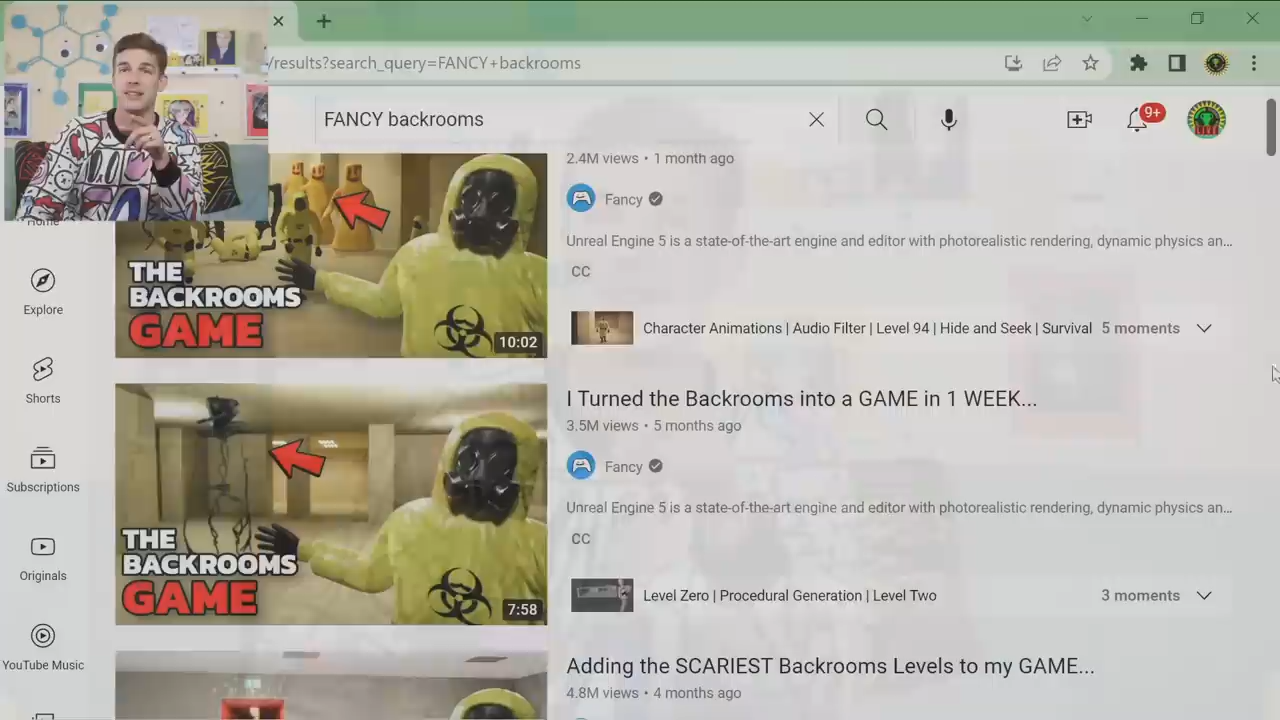 /results?search_query=FANCY+backrooms
FANCY backrooms
9+
LIVE
2.4M views • 1 month ago
Fancy
Unreal Engine 5 is a state-of-the-art engine and editor with photorealistic rendering, dynamic physics an...
CC
Character Animations | Audio Filter | Level 94 | Hide and Seek | Survival 5 moments
THE
BACKROOMS
GAME
10:02
I Turned the Backrooms into a GAME in 1 WEEK...
3.5M views • 5 months ago
Fancy
Unreal Engine 5 is a state-of-the-art engine and editor with photorealistic rendering, dynamic physics an...
CC
Level Zero | Procedural Generation | Level Two 3 moments
THE
BACKROOMS
GAME
7:58
Adding the SCARIEST Backrooms Levels to my GAME...
4.8M views • 4 months ago
Home
Explore
Shorts
Subscriptions
Originals
YouTube Music